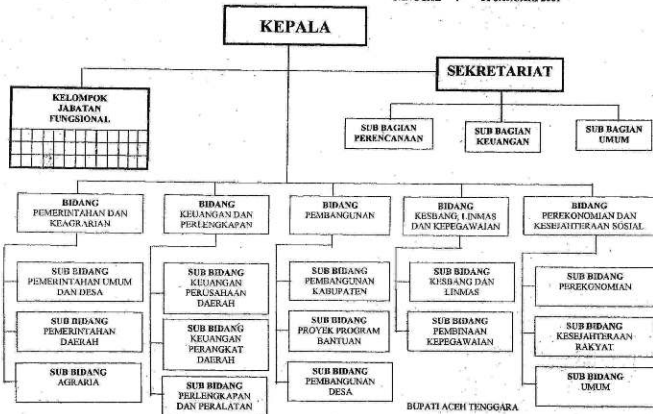 KEPALA
SEKRETARIAT
KELOMPOK
JABATAN
FUNGSIONAL
SUB BAGIAN
PERENCANAAN
SUB BAGIAN
KEUANGAN
SUB BAGIAN
UMUM
BIDANG
PEMERINTAHAN DAN
KEAGRARIAN
BIDANG
KEUANGAN DAN
PERLENGKAPAN
BIDANG
PEMBANGUNAN
BIDANG
KESBANG, LINMAS
DAN KEPEGAWAIAN
BIDANG
PEREKONOMIAN DAN
KESEJAHTERAAN SOSIAL
SUB BIDANG
PEMERINTAHAN UMUM
DAN DESA
SUB BIDANG
KEUANGAN
PERUSAHAAN
DAERAH
SUB BIDANG
PEMBANGUNAN
KABUPATEN
SUB BIDANG
KESBANG DAN
LINMAS
SUB BIDANG
PEREKONOMIAN
SUB BIDANG
PEMERINTAHAN
DAERAH
SUB BIDANG
KEUANGAN
PERANGKAT
DAERAH
SUB BIDANG
PROYEK PROGRAM
BANTUAN
SUB BIDANG
PEMBINAAN
KEPEGAWAIAN
SUB BIDANG
KESEJAHTERAAN
RAKYAT
SUB BIDANG
AGRARIA
SUB BIDANG
PERLENGKAPAN
DAN PERALATAN
SUB BIDANG
PEMBANGUNAN
DESA
SUB BIDANG
UMUM
BUPATI ACEH TENGGARA